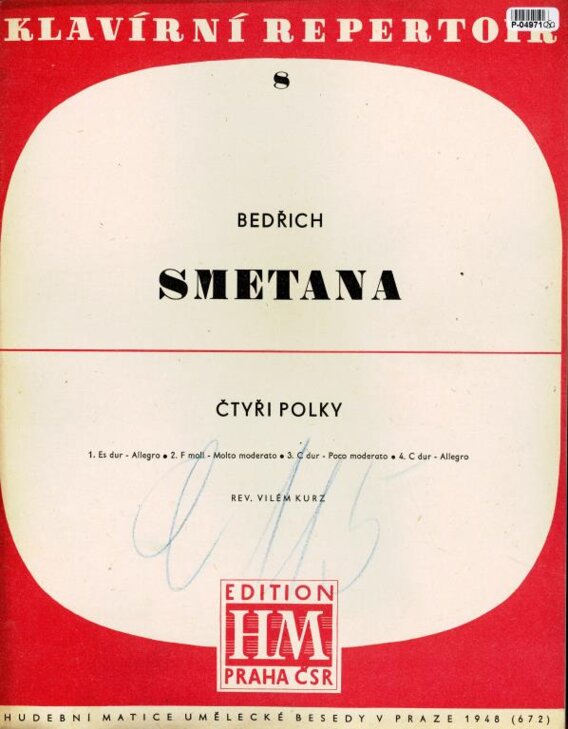 KLAVÍRNÍ REPERTOIR
P-04971
8
BEDŘICH
SMETANA
ČTYŘI POLKY
1. Es dur - Allegro • 2. F moll - Molto moderato • 3. C dur - Poco moderato • 4. C dur - Allegro
REV. VILÉM KURZ
EDITION
HM
PRAHA ČSR
HUDEBNÍ MATICE UMĚLECKÉ BESEDY V PRAZE 1948 (672)